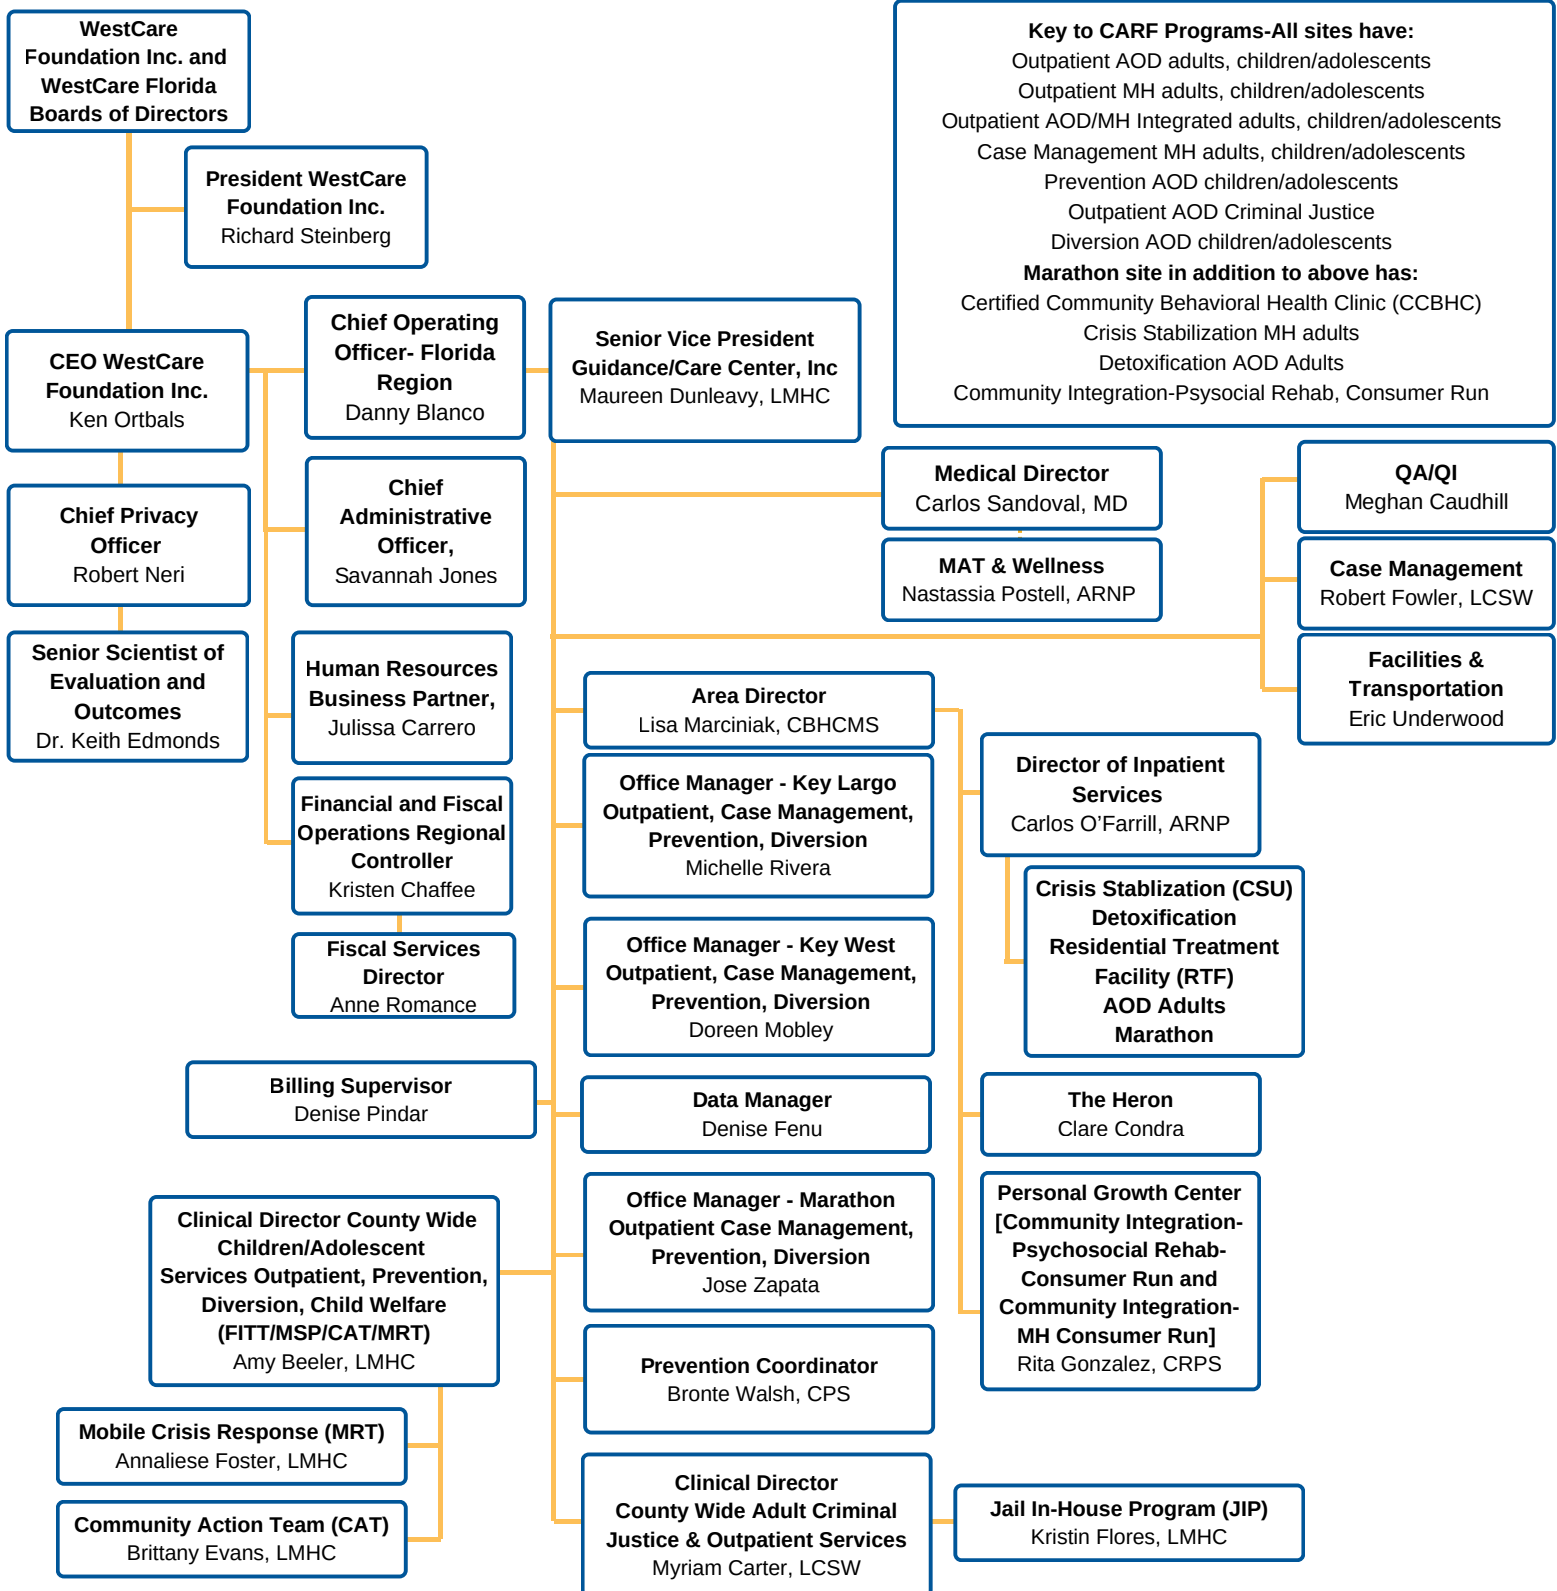 WestCare
Foundation Inc. and
WestCare Florida
Boards of Directors
President WestCare
Foundation Inc.
Richard Steinberg
Key to CARF Programs-All sites have:
Outpatient AOD adults, children/adolescents
Outpatient MH adults, children/adolescents
Outpatient AOD/MH Integrated adults, children/adolescents
Case Management MH adults, children/adolescents
Prevention AOD children/adolescents
Outpatient AOD Criminal Justice
Diversion AOD children/adolescents
Marathon site in addition to above has:
Certified Community Behavioral Health Clinic (CCBHC)
Crisis Stabilization MH adults
Detoxification AOD Adults
Community Integration-Psysocial Rehab, Consumer Run
CEO WestCare
Foundation Inc.
Ken Ortbals
Chief Operating
Officer- Florida
Region
Danny Blanco
Senior Vice President
Guidance/Care Center, Inc
Maureen Dunleavy, LMHC
Chief Privacy
Officer
Robert Neri
Senior Scientist of
Evaluation and
Outcomes
Dr. Keith Edmonds
Chief
Administrative
Officer,
Savannah Jones
Human Resources
Business Partner,
Julissa Carrero
Financial and Fiscal
Operations Regional
Controller
Kristen Chaffee
Fiscal Services
Director
Anne Romance
Medical Director
Carlos Sandoval, MD
MAT & Wellness
Nastassia Postell, ARNP
QA/QI
Meghan Caudhill
Case Management
Robert Fowler, LCSW
Facilities &
Transportation
Eric Underwood
Area Director
Lisa Marciniak, CBHCMS
Office Manager - Key Largo
Outpatient, Case Management,
Prevention, Diversion
Michelle Rivera
Office Manager - Key West
Outpatient, Case Management,
Prevention, Diversion
Doreen Mobley
Director of Inpatient
Services
Carlos O'Farrill, ARNP
Crisis Stablization (CSU)
Detoxification
Residential Treatment
Facility (RTF)
AOD Adults
Marathon
Billing Supervisor
Denise Pindar
Data Manager
Denise Fenu
The Heron
Clare Condra
Clinical Director County Wide
Children/Adolescent
Services Outpatient, Prevention,
Diversion, Child Welfare
(FITT/MSP/CAT/MRT)
Amy Beeler, LMHC
Office Manager - Marathon
Outpatient Case Management,
Prevention, Diversion
Jose Zapata
Personal Growth Center
[Community Integration-
Psychosocial Rehab-
Consumer Run and
Community Integration-
MH Consumer Run]
Rita Gonzalez, CRPS
Prevention Coordinator
Bronte Walsh, CPS
Mobile Crisis Response (MRT)
Annaliese Foster, LMHC
Community Action Team (CAT)
Brittany Evans, LMHC
Clinical Director
County Wide Adult Criminal
Justice & Outpatient Services
Myriam Carter, LCSW
Jail In-House Program (JIP)
Kristin Flores, LMHC